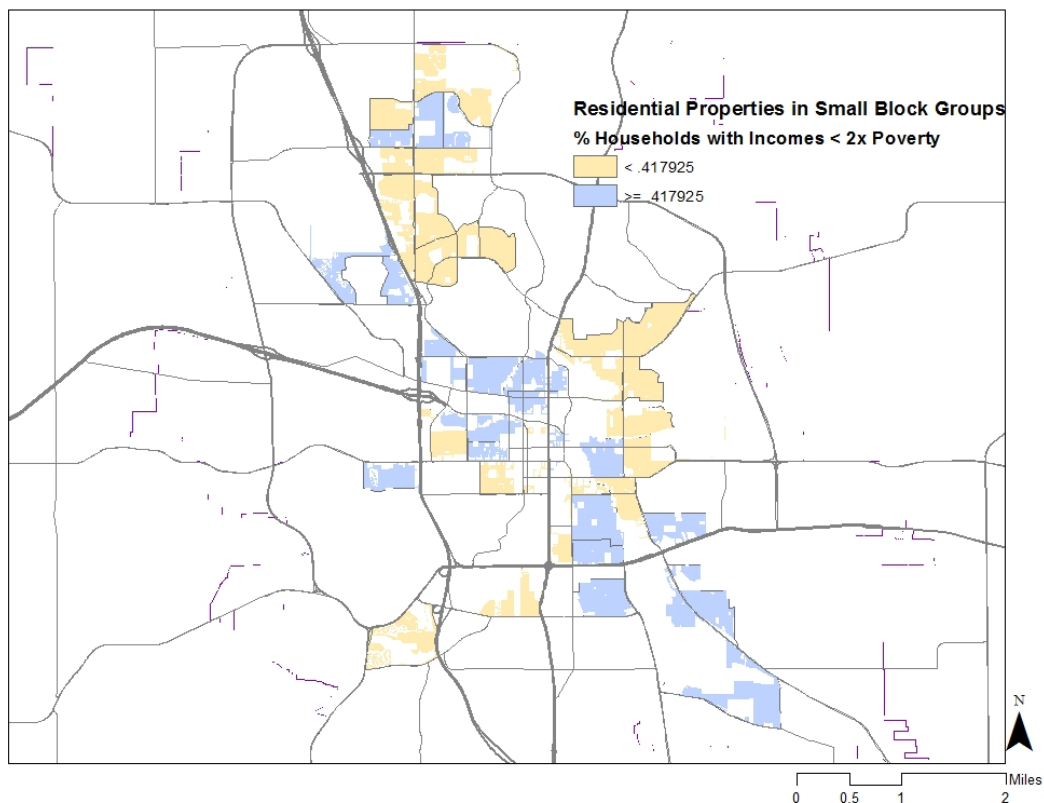 Residential Properties in Small Block Groups
% Households with Incomes < 2x Poverty
< .417925
>= .417925
N
Miles
0 0.5 1 2